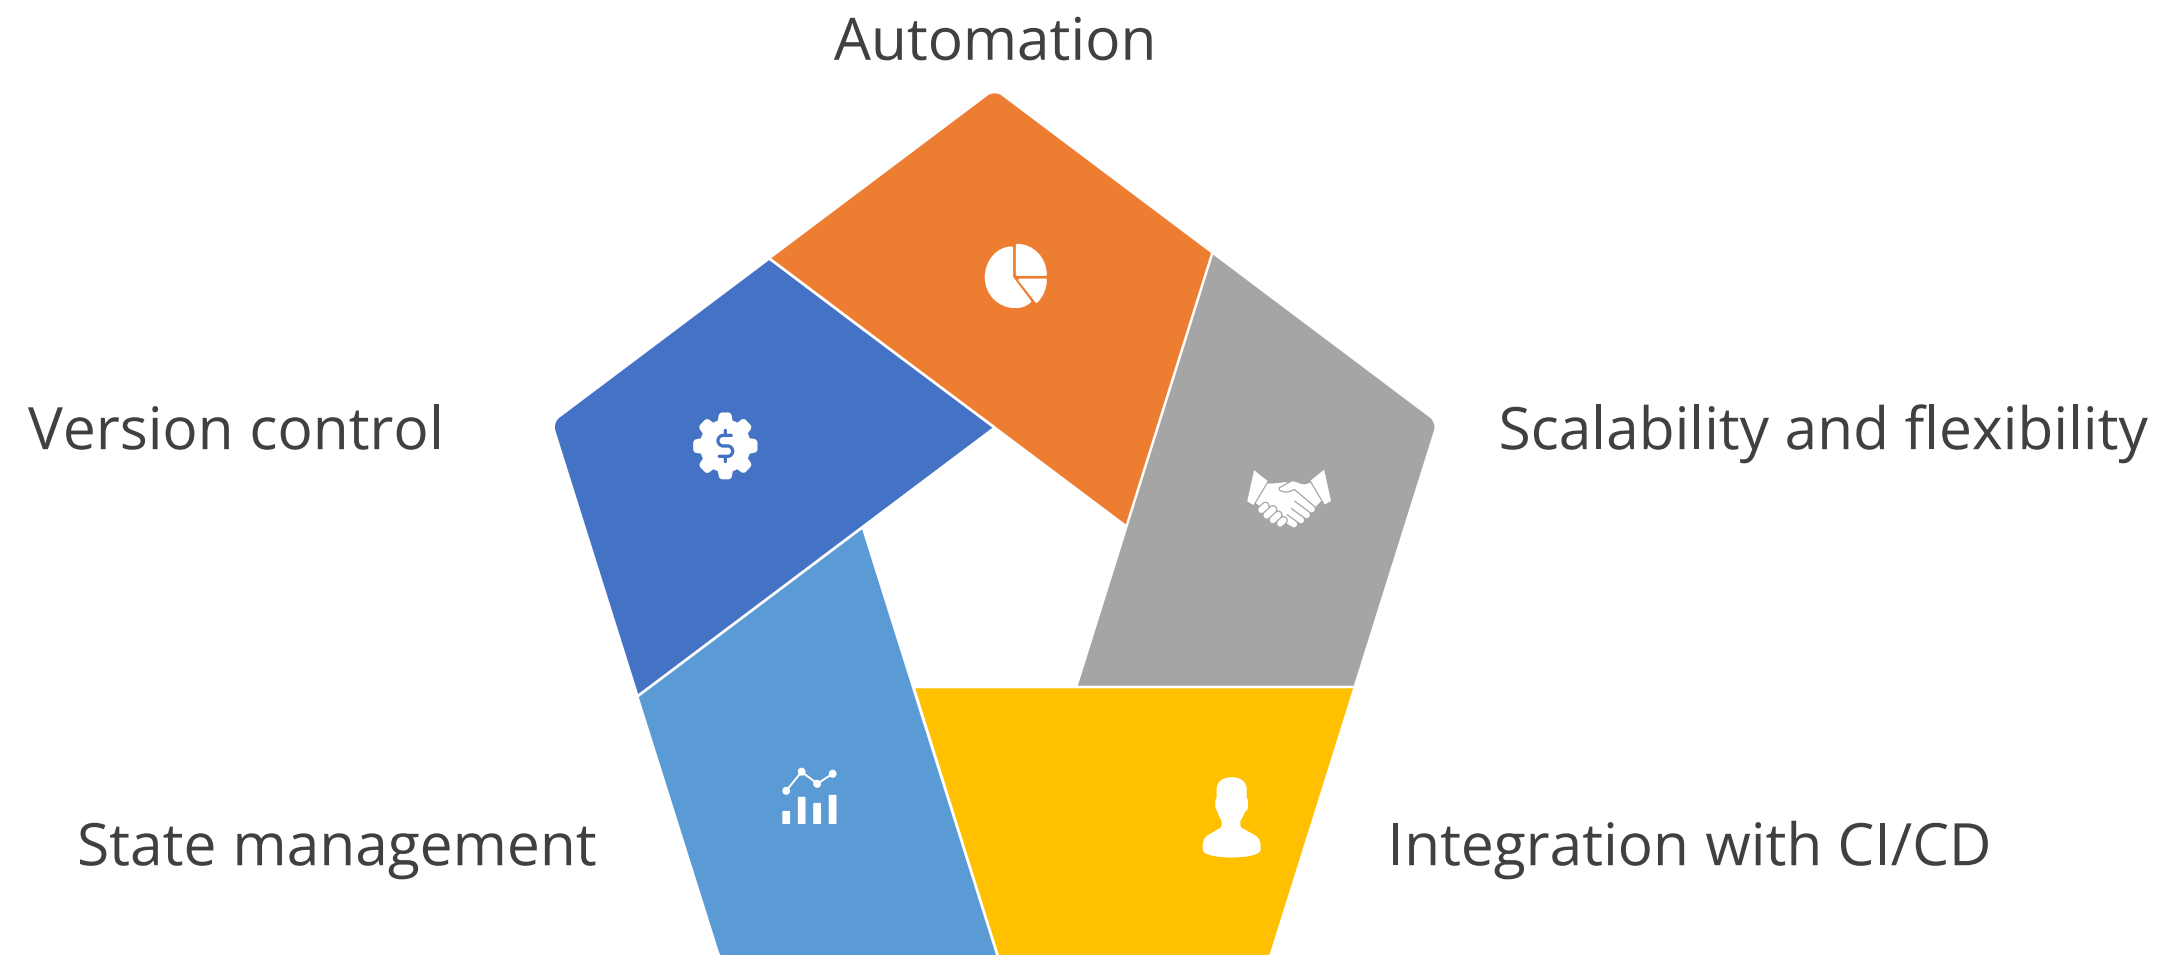 Automation
Version control
Scalability and flexibility
$
State management
Integration with CI/CD